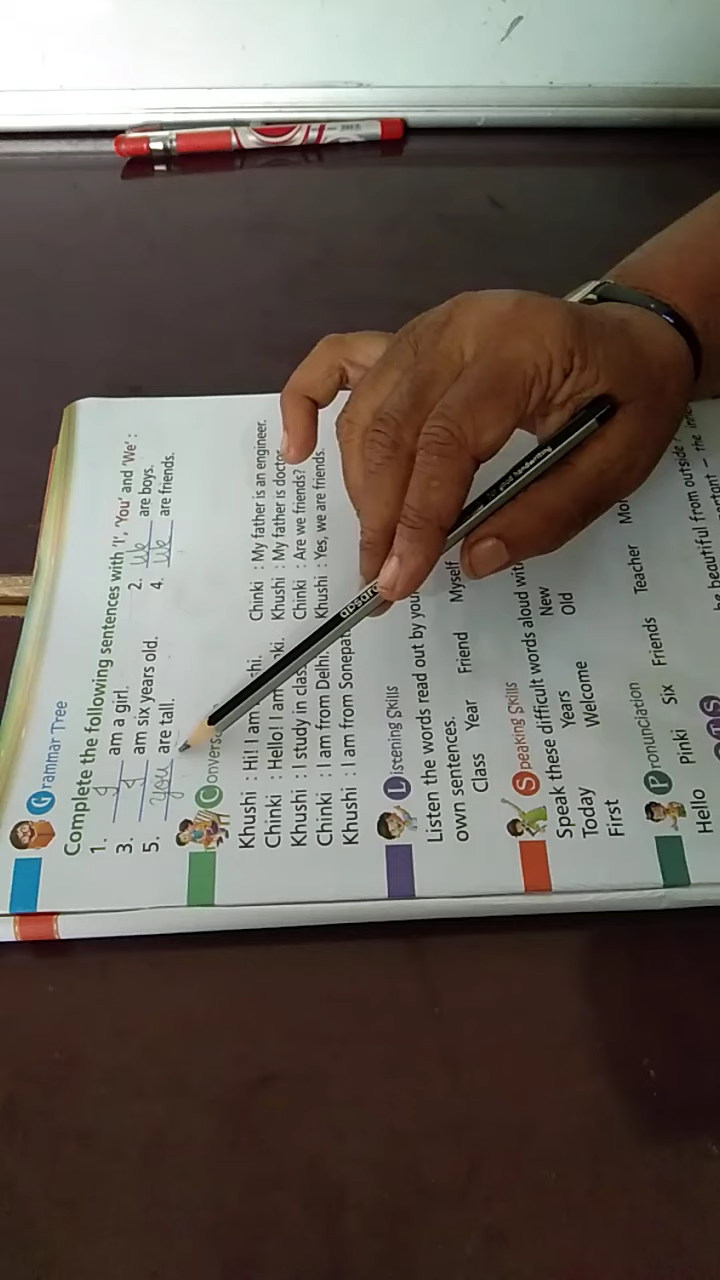 Grammar Tree
Complete the following sentences with 'I', 'You' and 'We' :
1. I am a girl. 2. We are boys.
3. I am six years old. 4. We are friends.
5. you are tall.
Khushi : Hi! I am Chinki : My father is an engineer.
Chinki : Hello! I am Khushi : My father is
Khushi : I study in Chinki : Are we friends?
Chinki : I am from Delhi. Khushi : Yes, we are friends.
Khushi : I am from
Listening Skills
Listen the words read out by
own sentences.
Class Year Friend Myself
Speaking Skills
Speak these difficult words aloud
Today Years New
First Welcome Old
Pronunciation
Hello Pinki Six Friends Teacher
be beautiful from outside
apsara